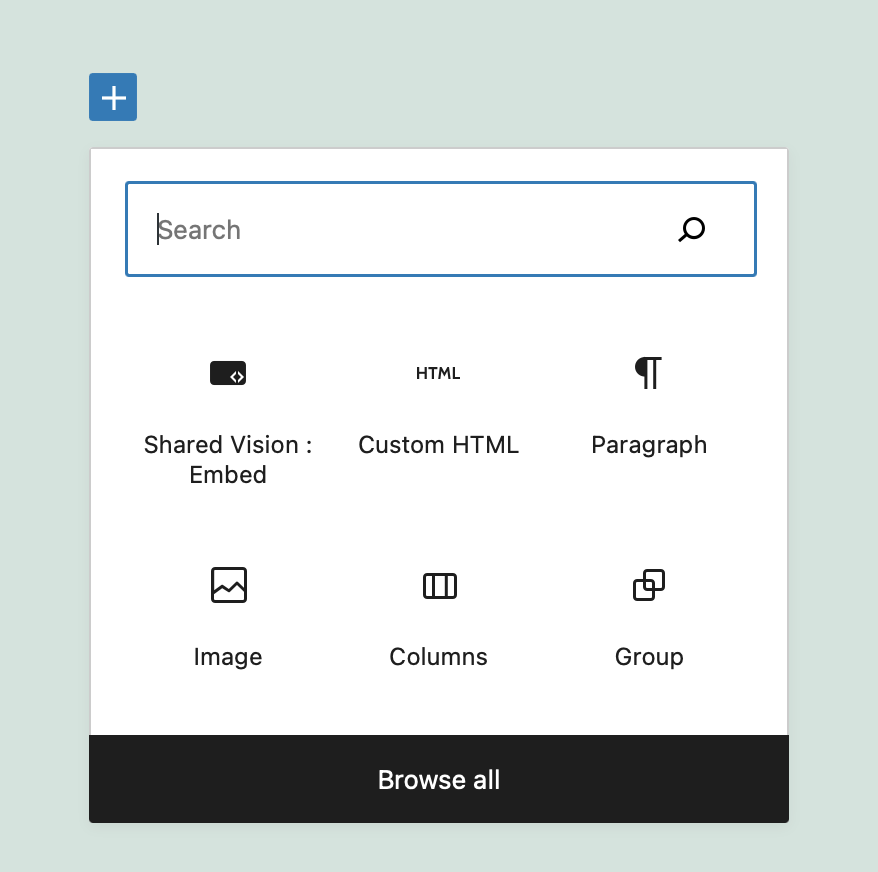 Search
HTML
Shared Vision :
Embed
Custom HTML
Paragraph
Image
Columns
Group
Browse all